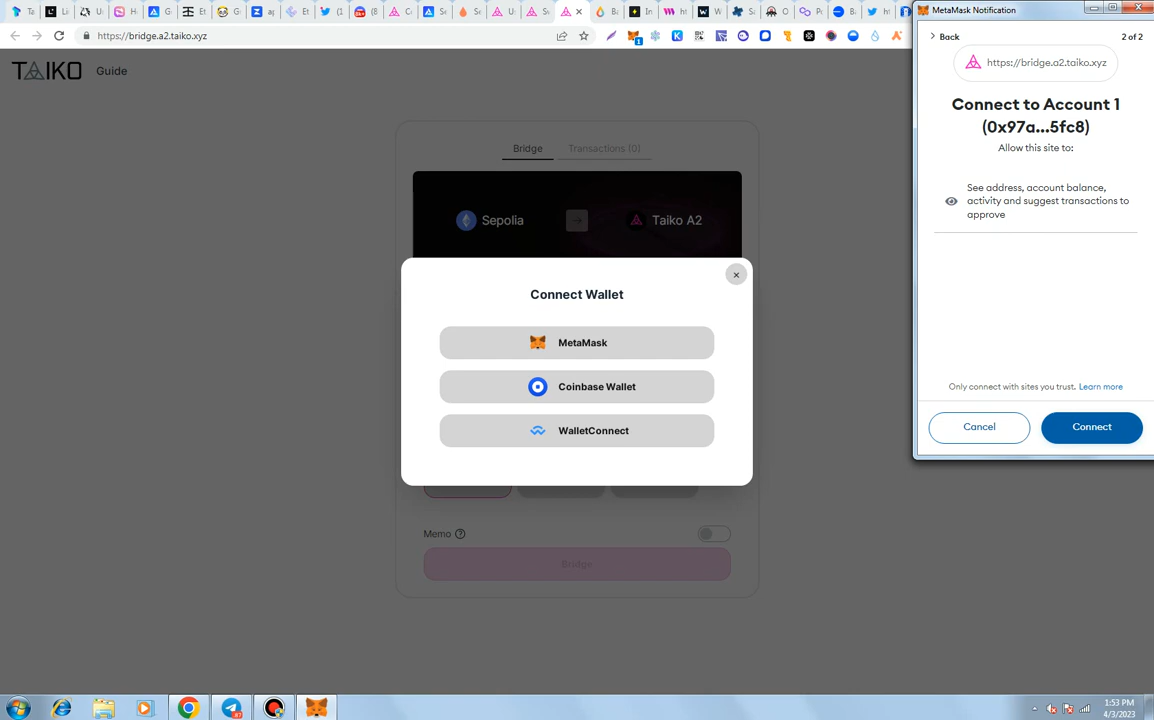 MetaMask Notification
https://bridge.a2.taiko.xyz
TAIKO
Guide
Bridge
Transactions (0)
Sepolia
Taiko A2
Connect Wallet
MetaMask
Coinbase Wallet
WalletConnect
Memo
Bridge
Back
2 of 2
https://bridge.a2.taiko.xyz
Connect to Account 1
(0x97a...5fc8)
Allow this site to:
See address, account balance,
activity and suggest transactions to
approve
Only connect with sites you trust. Learn more
Cancel
Connect
1:53 PM
4/3/2023